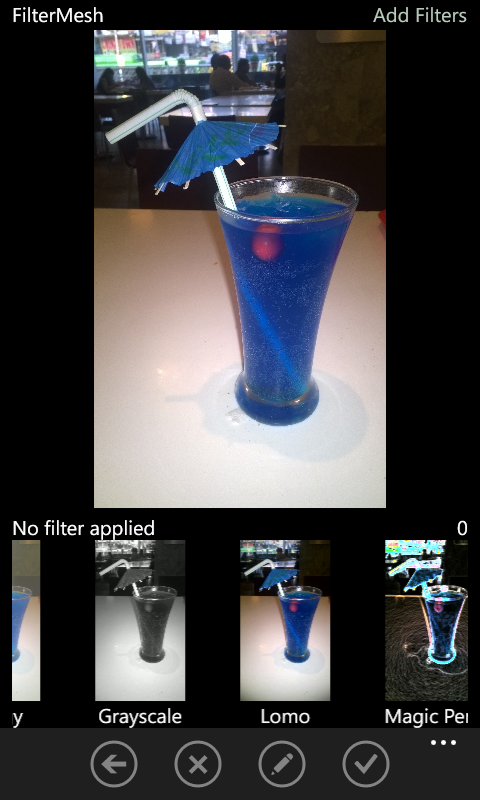 FilterMesh
Add Filters
No filter applied
0
y
Grayscale
Lomo
Magic Pen